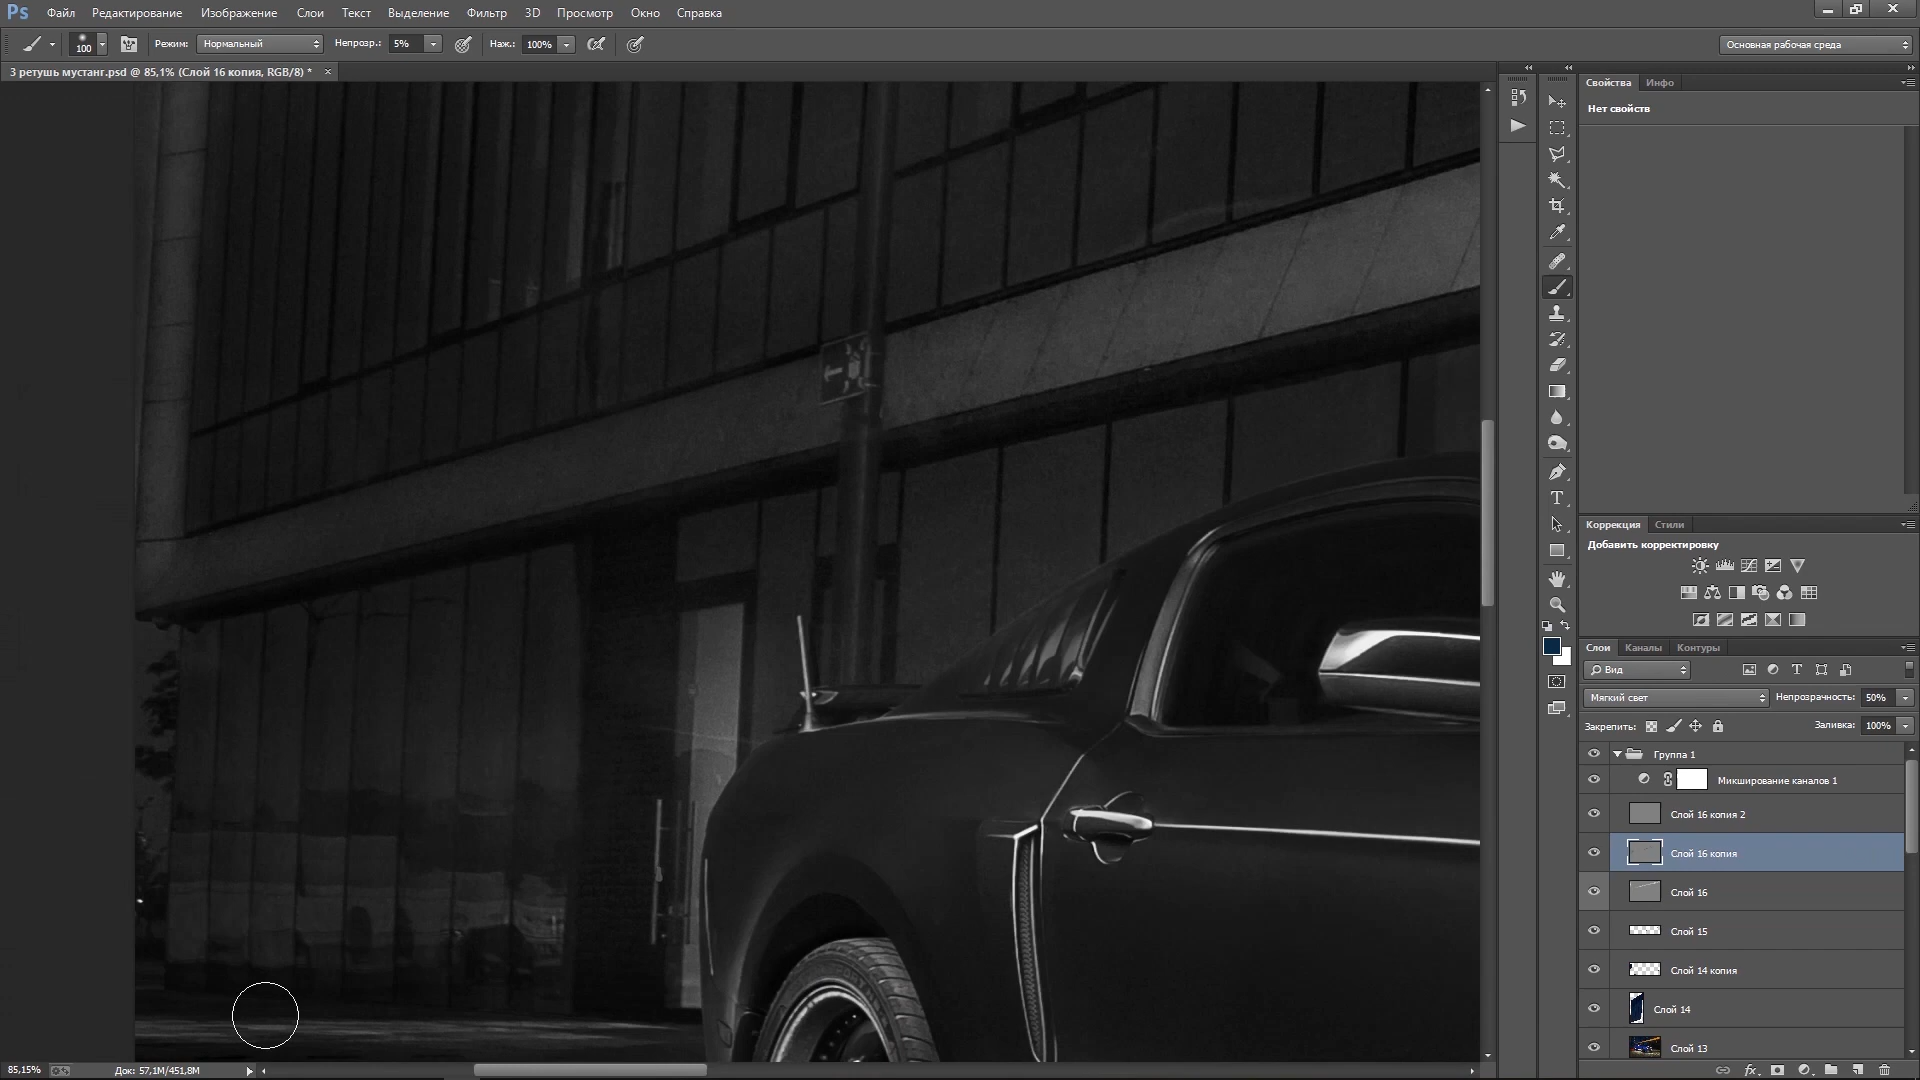 Ps Файл Редактирование Изображение Слои Текст Выделение Фильтр 3D Просмотр Окно Справка
100 Режим: Нормальный Непрозр.: 5% Наж.: 100% Основная рабочая среда
3 ретушь мустанг.psd @ 85,1% (Слой 16 копия, RGB/8) * ×
Свойства Инфо
Нет свойств
Коррекция Стили
Добавить корректировку
Слои Каналы Контуры
Вид
Мягкий свет Непрозрачность: 50%
Закрепить: Заливка: 100%
Группа 1
Микширование каналов 1
Слой 16 копия 2
Слой 16 копия
Слой 16
Слой 15
Слой 14 копия
Слой 14
Слой 13
85,15% Док: 57,1M/451,8M